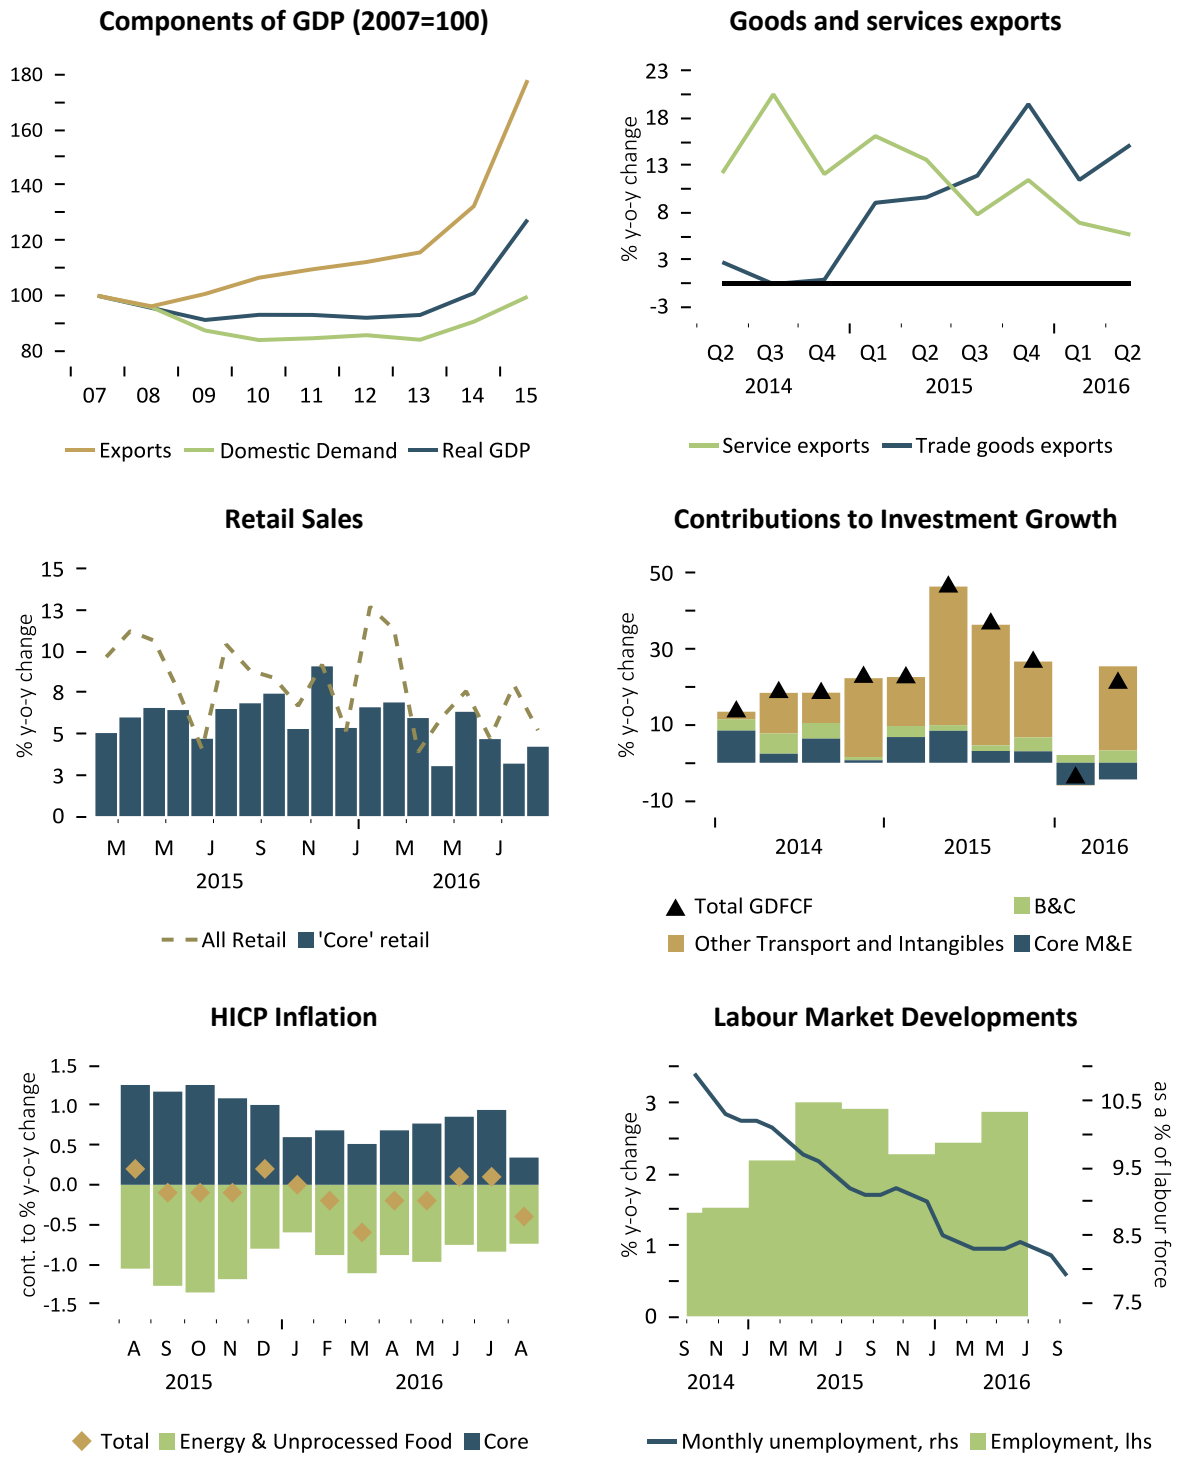 Components of GDP (2007=100)
180
160
140
120
100
80
07 08 09 10 11 12 13 14 15
Exports Domestic Demand Real GDP
Goods and services exports
% y-o-y change
23
18
13
8
3
-3
Q2 Q3 Q4 Q1 Q2 Q3 Q4 Q1 Q2
2014 2015 2016
Service exports Trade goods exports
Retail Sales
% y-o-y change
15
13
10
8
5
3
0
M M J S N J M M J
2015 2016
All Retail 'Core' retail
Contributions to Investment Growth
% y-o-y change
50
30
10
-10
2014 2015 2016
Total GDFCF B&C
Other Transport and Intangibles Core M&E
HICP Inflation
cont. to % y-o-y change
1.5
1.0
0.5
0.0
-0.5
-1.0
-1.5
A S O N D J F M A M J J A
2015 2016
Total Energy & Unprocessed Food Core
Labour Market Developments
% y-o-y change
3
2
1
0
10.5
9.5
8.5
7.5
as a % of labour force
S N J M M J S N J M M J S
2014 2015 2016
Monthly unemployment, rhs Employment, lhs